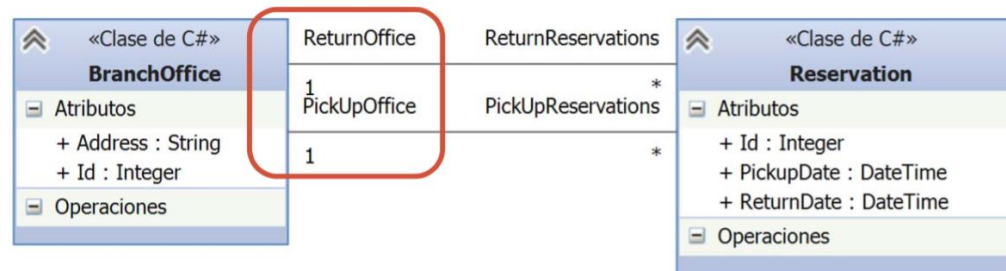 «Clase de C#»
BranchOffice
Atributos
+ Address : String
+ Id : Integer
Operaciones
ReturnOffice ReturnReservations
1 *
PickUpOffice PickUpReservations
1 *
«Clase de C#»
Reservation
Atributos
+ Id : Integer
+ PickupDate : DateTime
+ ReturnDate : DateTime
Operaciones